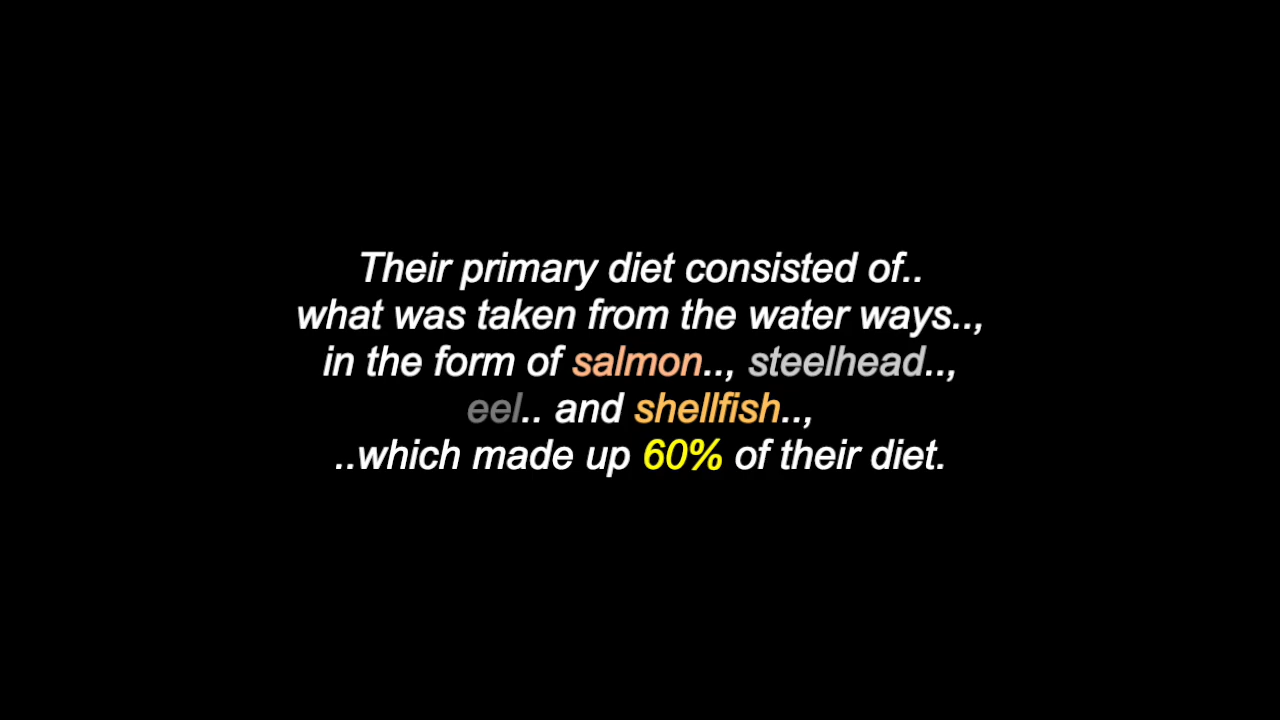 Their primary diet consisted of..
what was taken from the water ways..,
in the form of salmon.., steelhead..,
eel.. and shellfish..,
..which made up 60% of their diet.